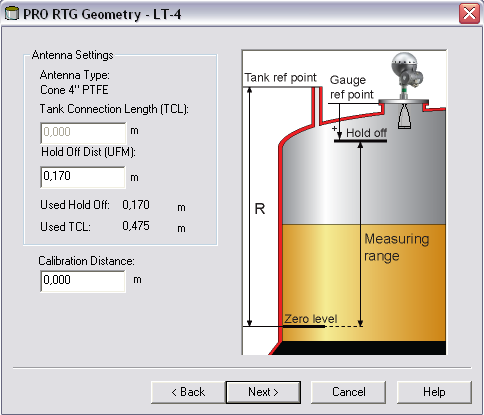 PRO RTG Geometry - LT-4
Antenna Settings
Antenna Type:
Cone 4" PTFE
Tank Connection Length (TCL):
0,000 m
Hold Off Dist (UFM):
0,170 m
Used Hold Off: 0,170 m
Used TCL: 0,475 m
Calibration Distance:
0,000 m
Tank ref point
Gauge
ref point
+
Hold off
R
Measuring
range
Zero level
< Back
Next >
Cancel
Help